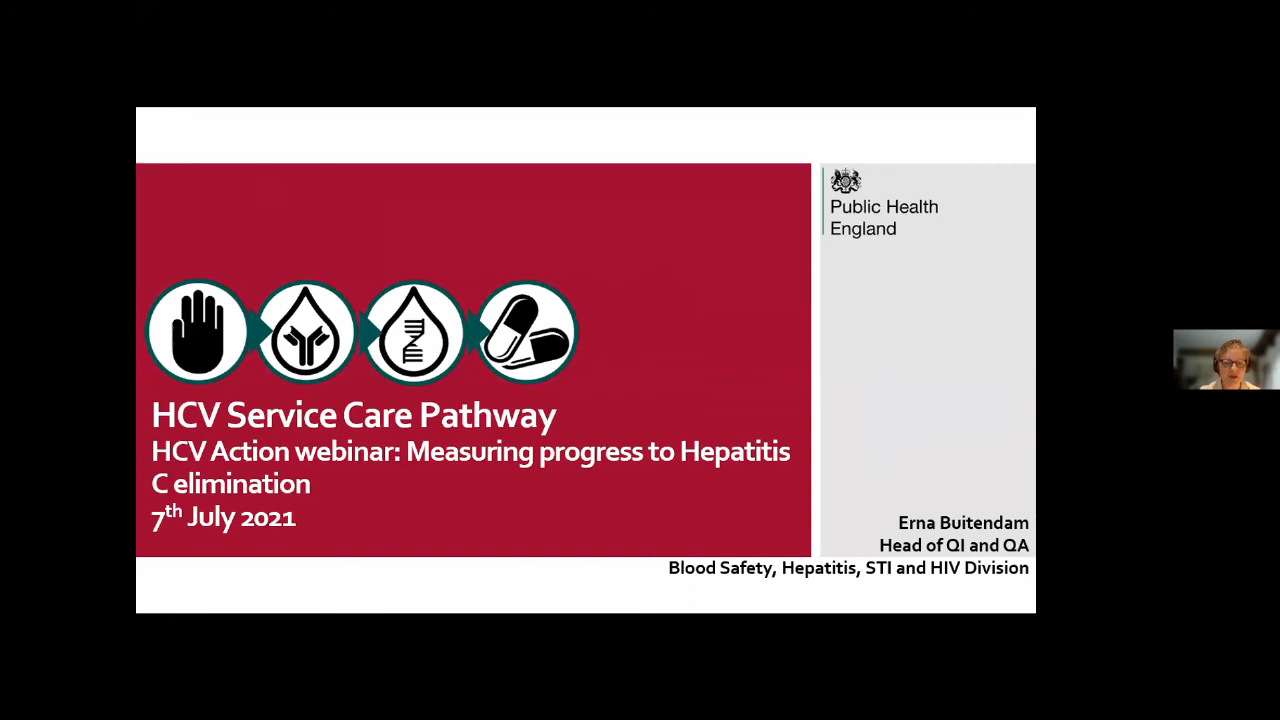 Public Health
England
HCV Service Care Pathway
HCV Action webinar: Measuring progress to Hepatitis
C elimination
7th July 2021
Erna Buitendam
Head of QI and QA
Blood Safety, Hepatitis, STI and HIV Division